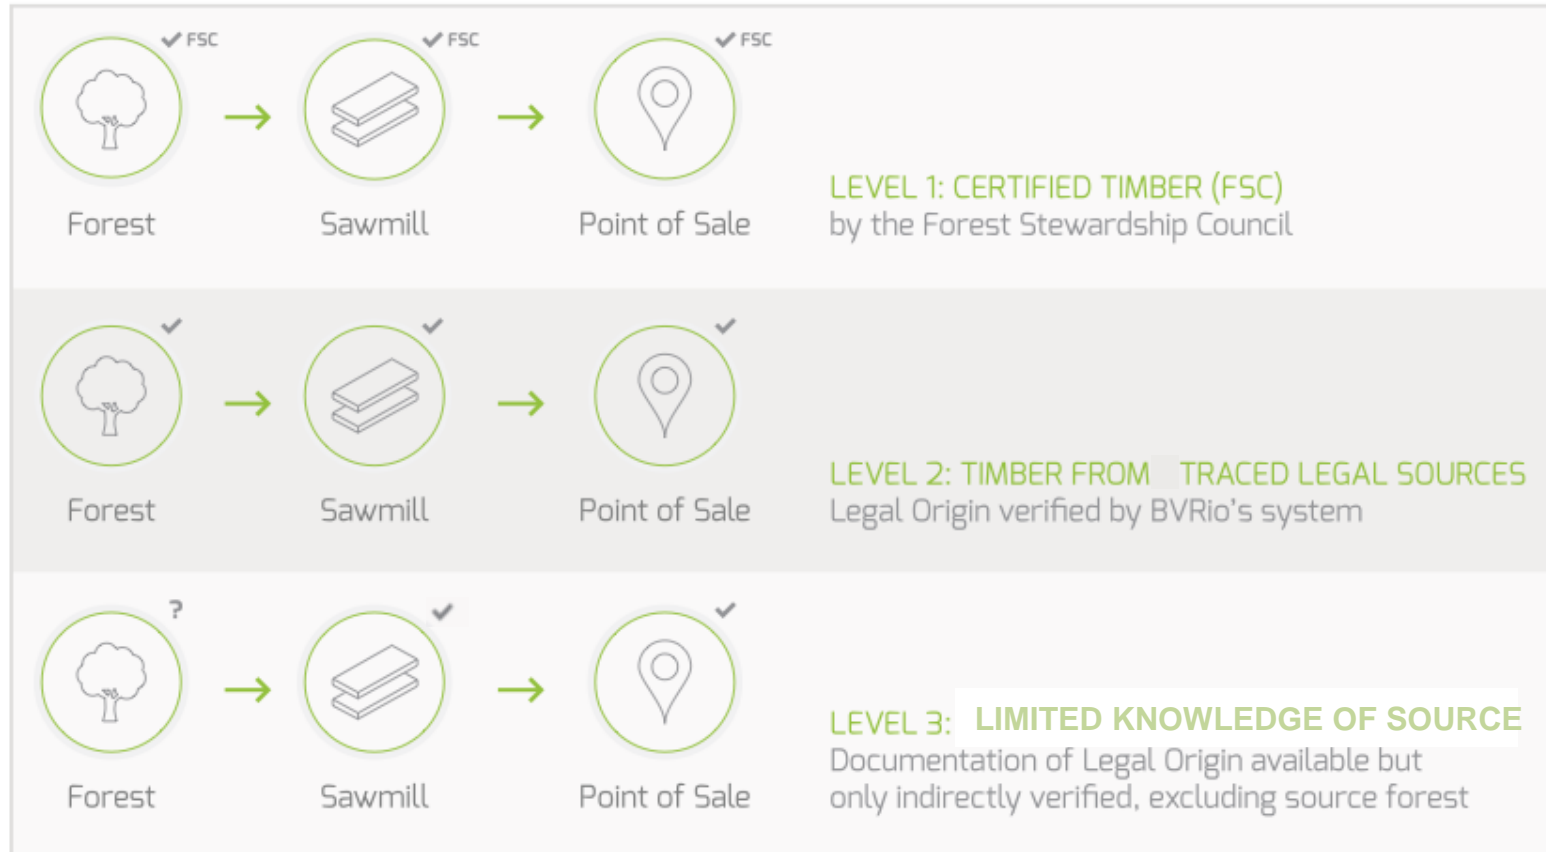 ✔ FSC ✔ FSC ✔ FSC
Forest Sawmill Point of Sale
LEVEL 1: CERTIFIED TIMBER (FSC)
by the Forest Stewardship Council
Forest Sawmill Point of Sale
LEVEL 2: TIMBER FROM TRACED LEGAL SOURCES
Legal Origin verified by BVRio's system
?
Forest Sawmill Point of Sale
LEVEL 3: LIMITED KNOWLEDGE OF SOURCE
Documentation of Legal Origin available but
only indirectly verified, excluding source forest